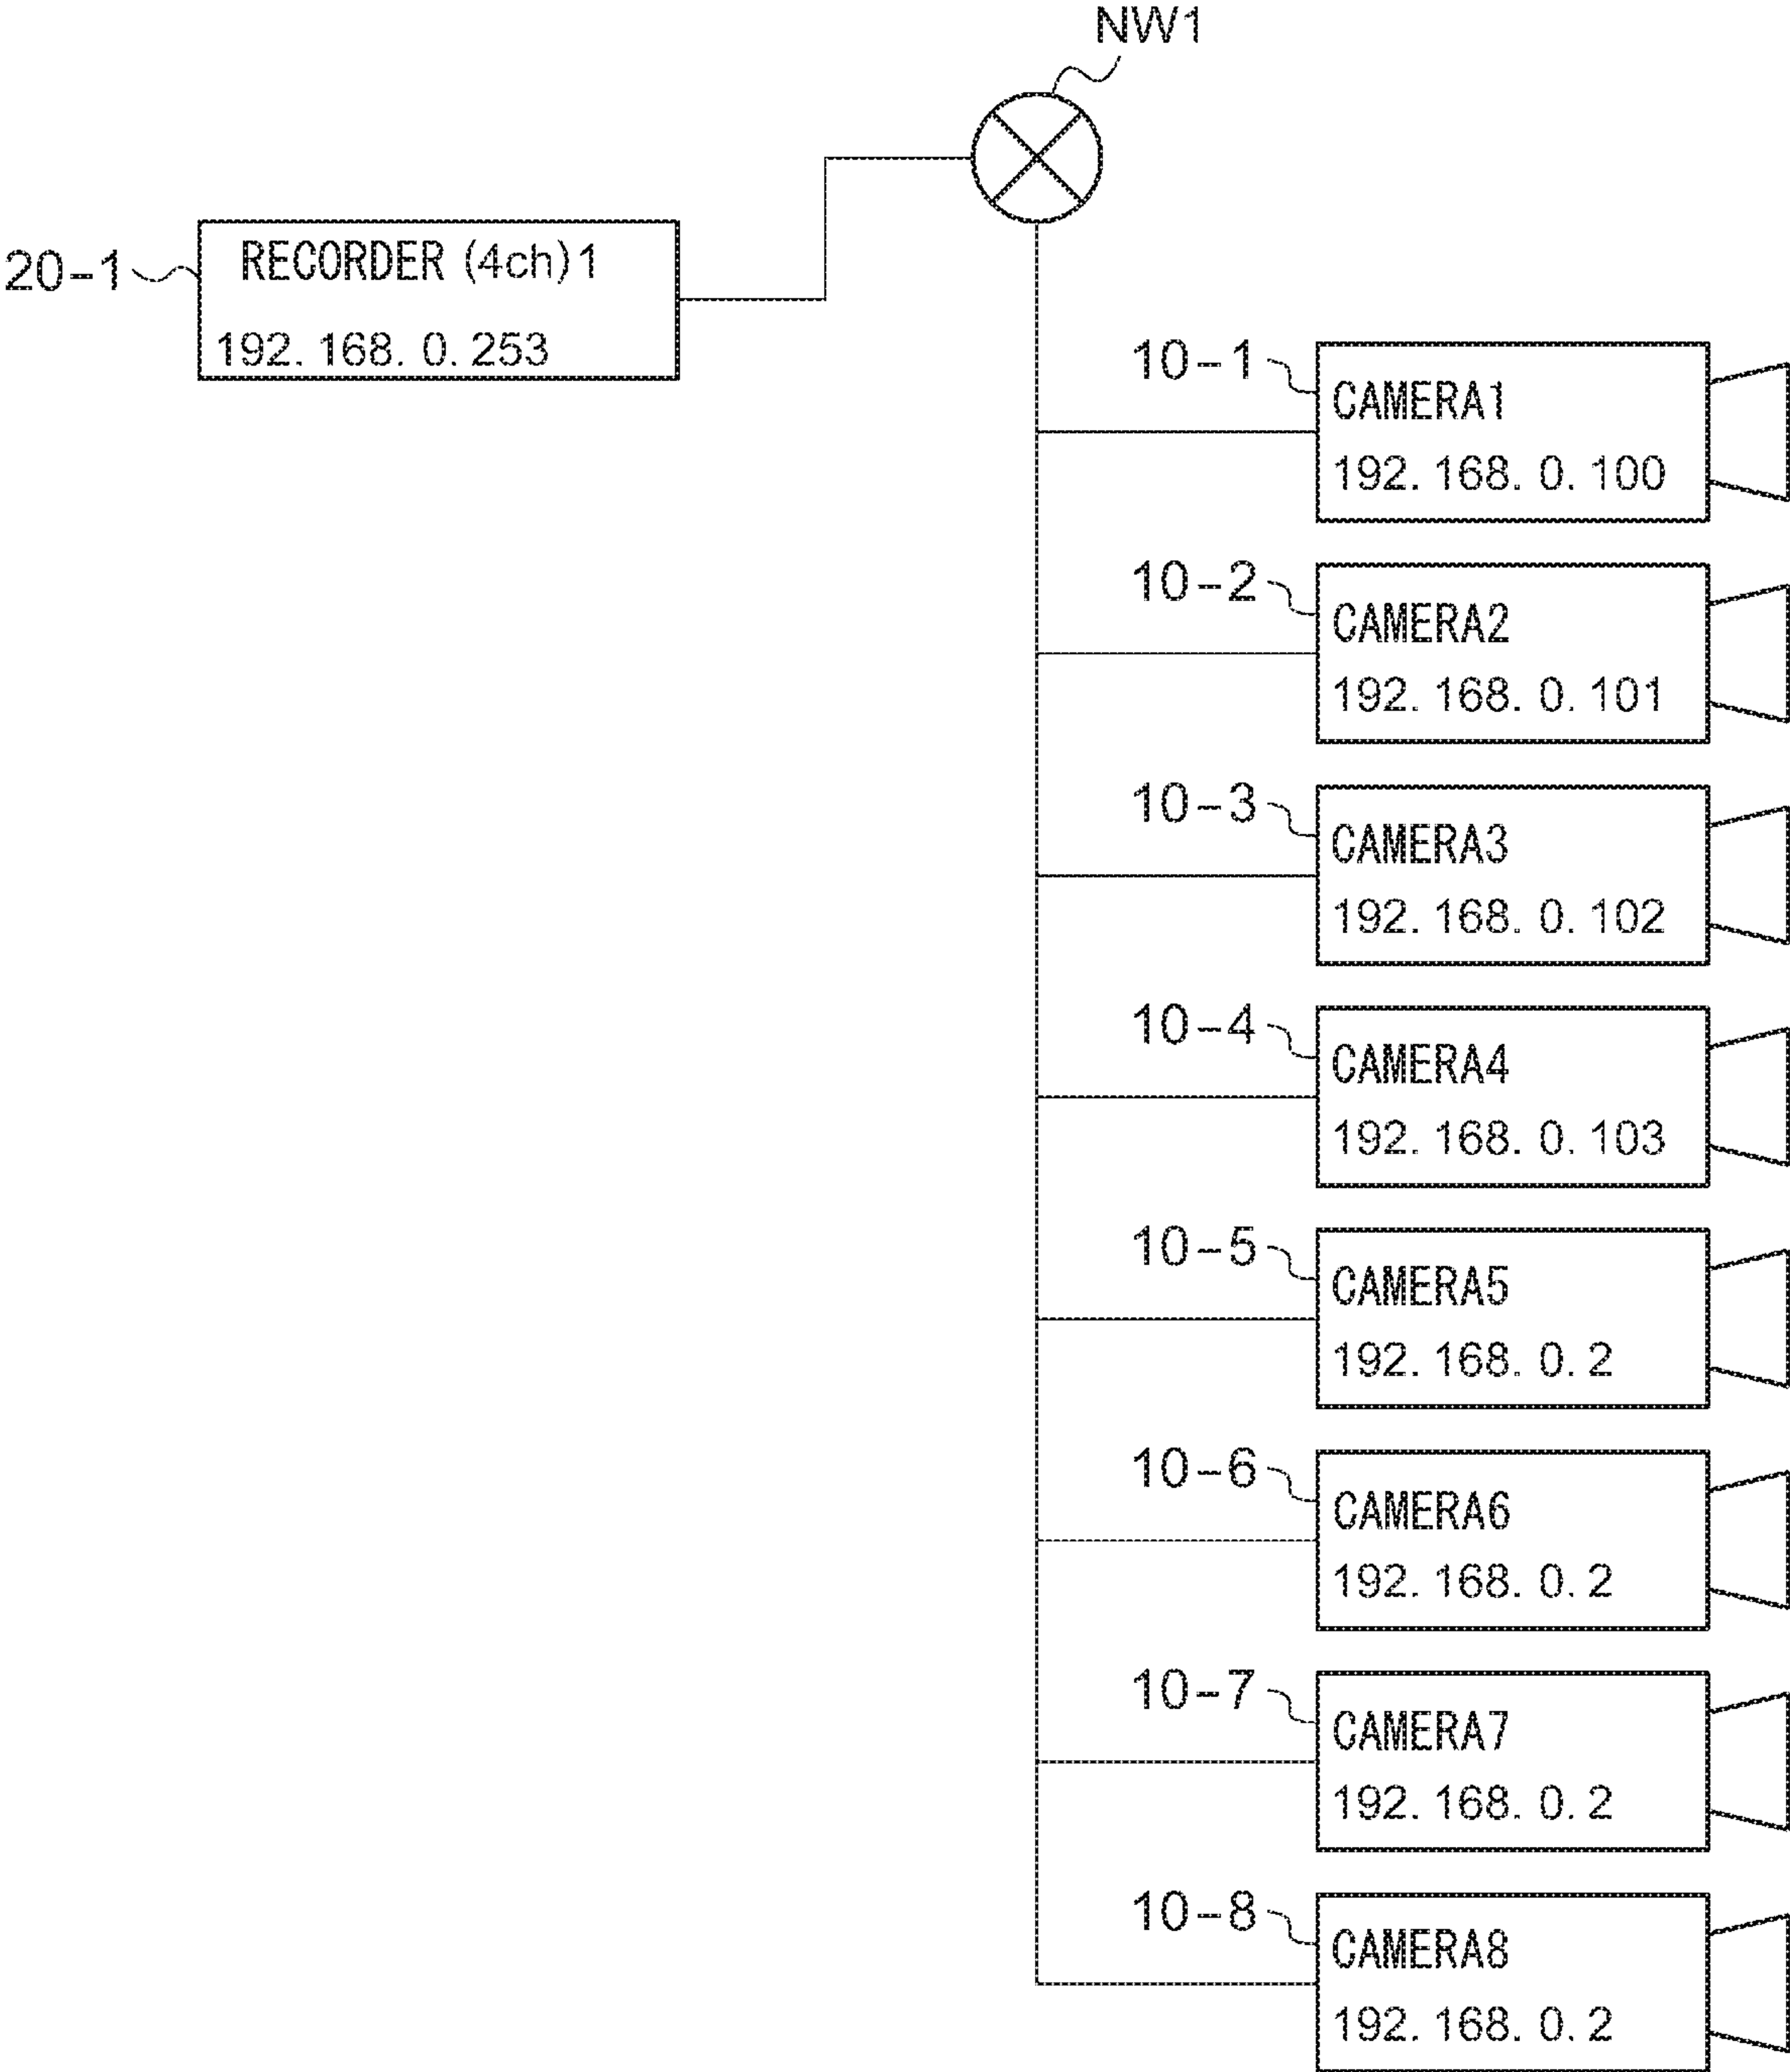 NW1
20-1
RECORDER (4ch) 1
192. 168. 0. 253
10-1
CAMERA1
192. 168. 0. 100
10-2
CAMERA2
192. 168. 0. 101
10-3
CAMERA3
192. 168. 0. 102
10-4
CAMERA4
192. 168. 0. 103
10-5
CAMERA5
192. 168. 0. 2
10-6
CAMERA6
192. 168. 0. 2
10-7
CAMERA7
192. 168. 0. 2
10-8
CAMERA8
192. 168. 0. 2